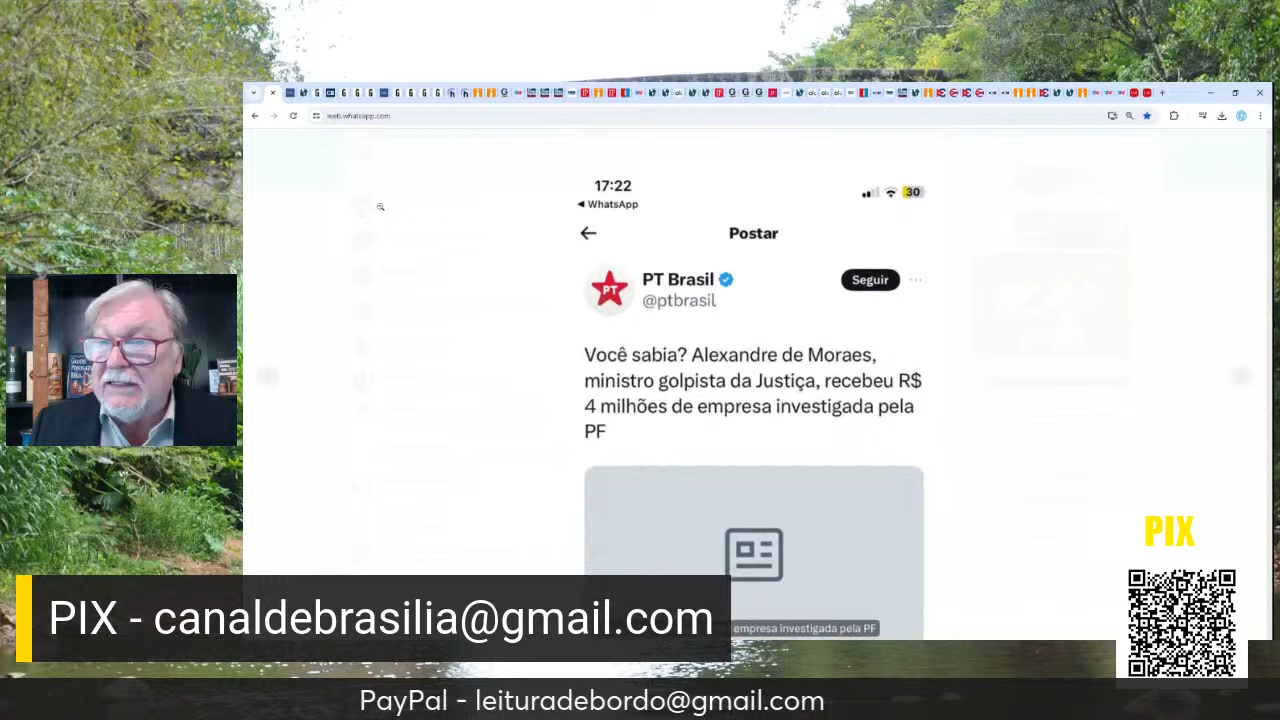 web.whatsapp.com
17:22
30
◀ WhatsApp
Postar
PT
PT Brasil
@ptbrasil
Seguir
Você sabia? Alexandre de Moraes,
ministro golpista da Justiça, recebeu R$
4 milhões de empresa investigada pela
PF
empresa investigada pela PF
PIX
PIX - canaldebrasilia@gmail.com
PayPal - leituradebordo@gmail.com